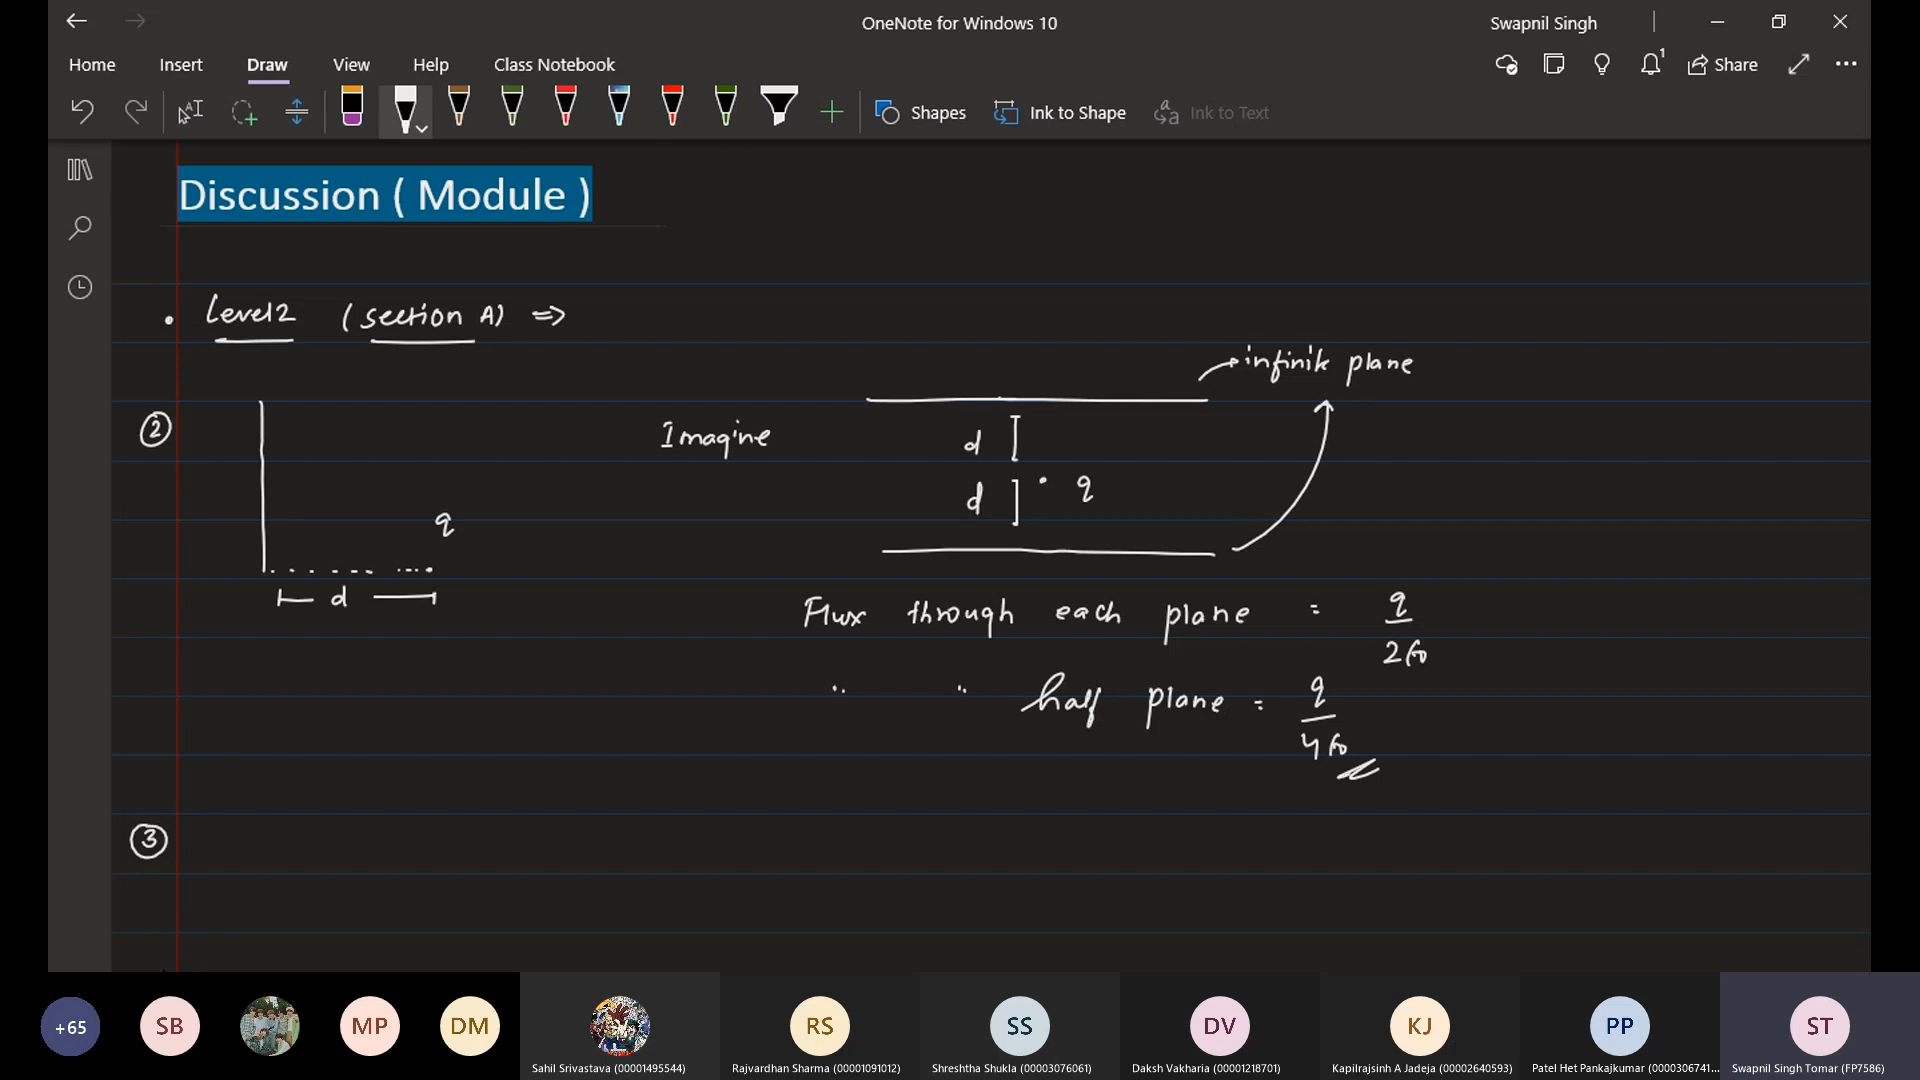 OneNote for Windows 10
Swapnil Singh
Home Insert Draw View Help Class Notebook
1 Share
Shapes Ink to Shape Ink to Text
Discussion ( Module )
• Level2 (section A) ⇒
infinite plane
② Imagine d
d q
q
d
Flux through each plane = q/2ε₀
" " half plane = q/4ε₀
③
+65 SB MP DM RS SS DV KJ PP ST
Sahil Srivastava (00001495544) Rajvardhan Sharma (00001091012) Shreshtha Shukla (00003076061) Daksh Vakharia (00001218701) Kapilrajsinh A Jadeja (00002640593) Patel Het Pankajkumar (0000306741... Swapnil Singh Tomar (FP7586)